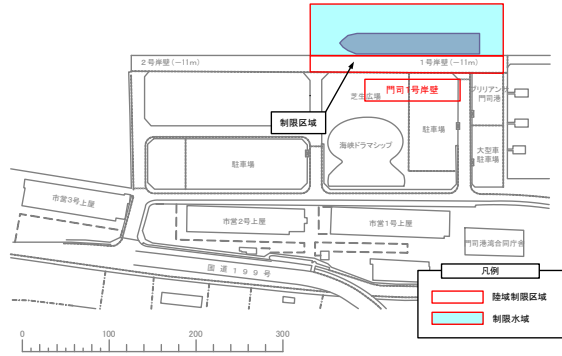 2号岸壁(-11m)
1号岸壁(-11m)
門司1号岸壁
芝生広場
ブリリアンサ
門司港
制限区域
海峡ドラマシップ
駐車場
駐車場
大型車
駐車場
市営3号上屋
市営2号上屋
市営1号上屋
門司港湾合同庁舎
国道199号
凡例
陸域制限区域
制限水域
0 100 200 300